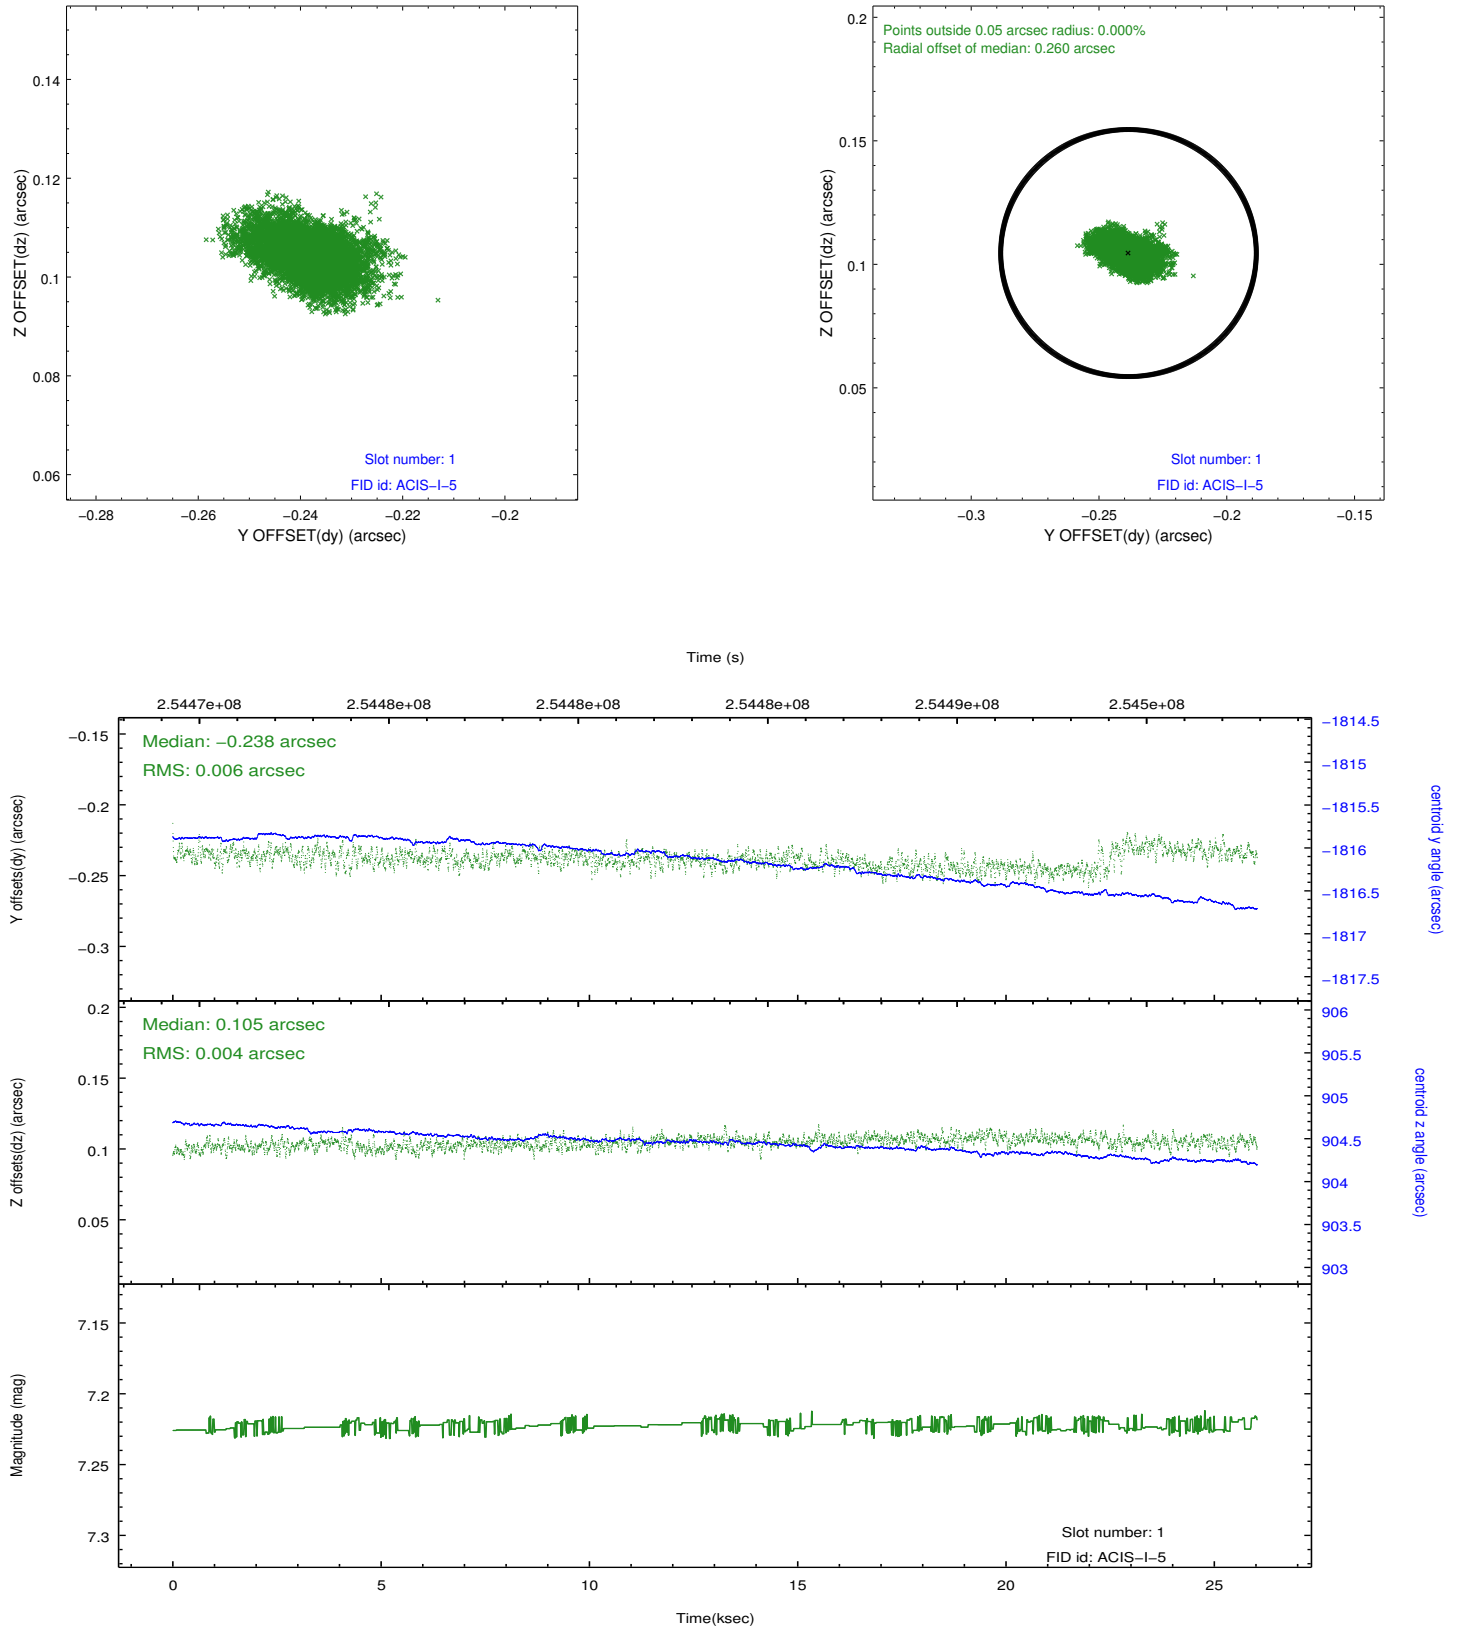 0.14
0.12
0.1
0.08
0.06
Z OFFSET(dz) (arcsec)
Slot number: 1
FID id: ACIS−I−5
−0.28 −0.26 −0.24 −0.22 −0.2
Y OFFSET(dy) (arcsec)
Points outside 0.05 arcsec radius: 0.000%
Radial offset of median: 0.260 arcsec
0.2
0.15
0.1
0.05
Z OFFSET(dz) (arcsec)
Slot number: 1
FID id: ACIS−I−5
−0.3 −0.25 −0.2 −0.15
Y OFFSET(dy) (arcsec)
Time (s)
2.5447e+08 2.5448e+08 2.5448e+08 2.5448e+08 2.5449e+08 2.545e+08
Median: −0.238 arcsec
RMS: 0.006 arcsec
−0.15
−0.2
−0.25
−0.3
Y offsets(dy) (arcsec)
−1814.5
−1815
−1815.5
−1816
−1816.5
−1817
−1817.5
centroid y angle (arcsec)
Median: 0.105 arcsec
RMS: 0.004 arcsec
0.2
0.15
0.1
0.05
Z offsets(dz) (arcsec)
906
905.5
905
904.5
904
903.5
903
centroid z angle (arcsec)
7.15
7.2
7.25
7.3
Magnitude (mag)
Slot number: 1
FID id: ACIS−I−5
0 5 10 15 20 25
Time(ksec)